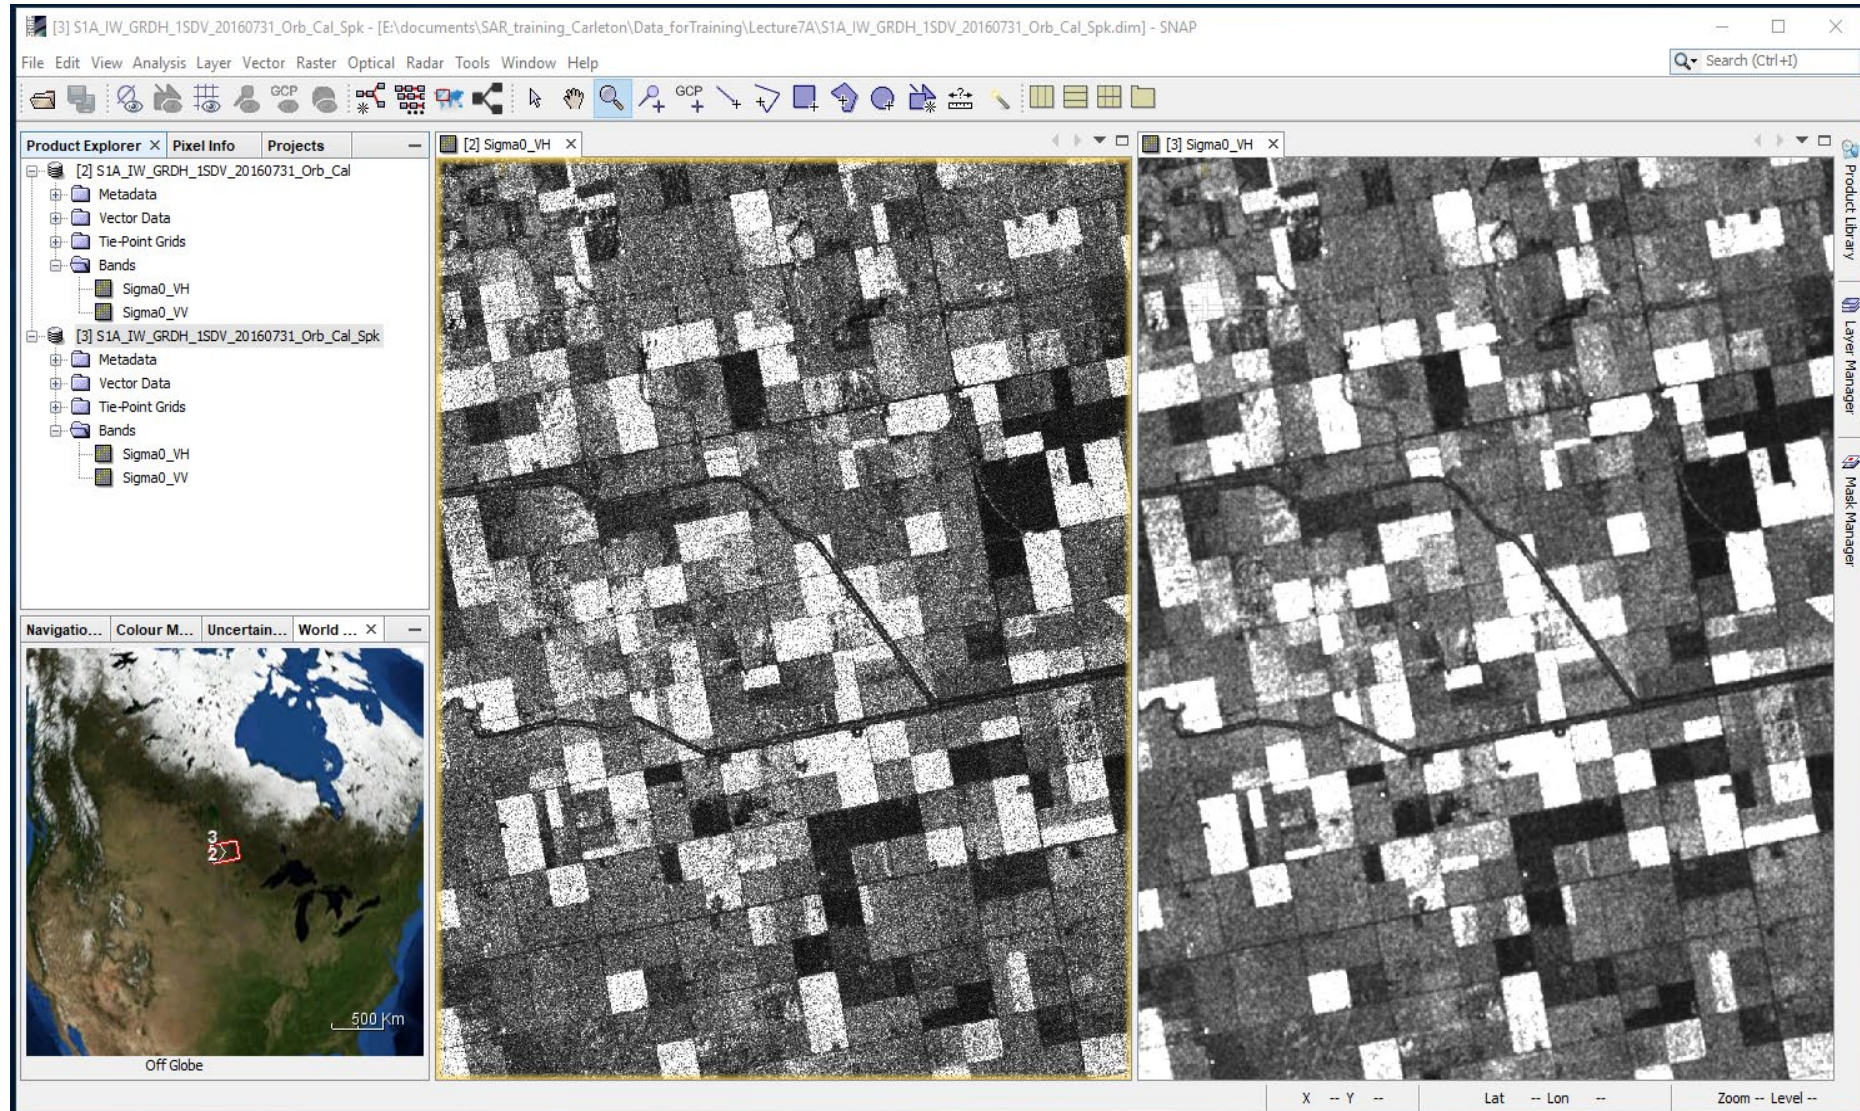 [3] S1A_IW_GRDH_1SDV_20160731_Orb_Cal_Spk - [E:\documents\SAR_training_Carleton\Data_forTraining\Lecture7A\S1A_IW_GRDH_1SDV_20160731_Orb_Cal_Spk.dim] - SNAP
File Edit View Analysis Layer Vector Raster Optical Radar Tools Window Help
Search (Ctrl+I)
GCP GCP
Product Explorer Pixel Info Projects
[2] Sigma0_VH
[3] Sigma0_VH
[2] S1A_IW_GRDH_1SDV_20160731_Orb_Cal
Metadata
Vector Data
Tie-Point Grids
Bands
Sigma0_VH
Sigma0_VV
[3] S1A_IW_GRDH_1SDV_20160731_Orb_Cal_Spk
Metadata
Vector Data
Tie-Point Grids
Bands
Sigma0_VH
Sigma0_VV
Product Library
Layer Manager
Mask Manager
Navigatio... Colour M... Uncertain... World ...
3
2
500 Km
Off Globe
X -- Y -- Lat -- Lon -- Zoom -- Level --